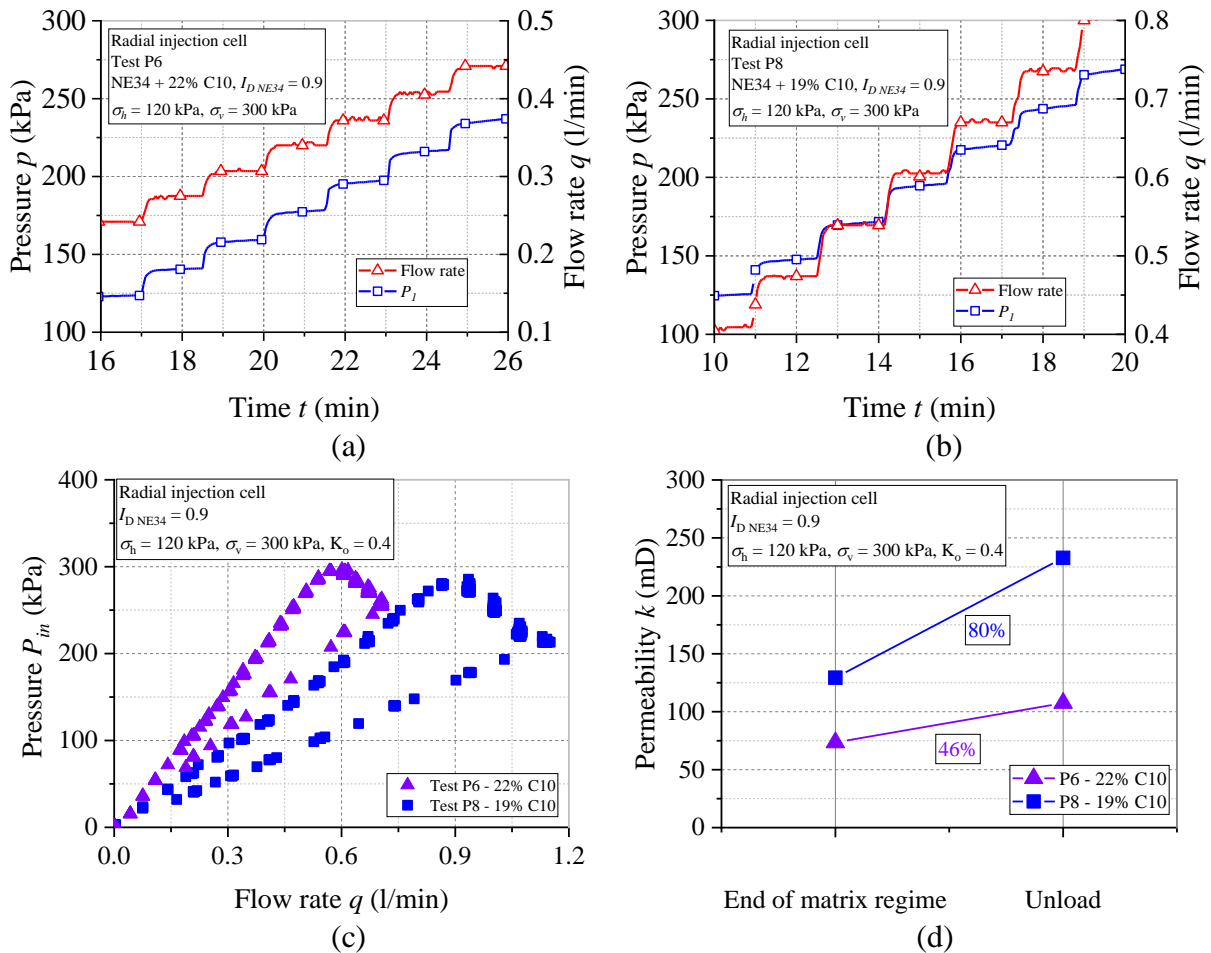 300
250
200
150
100
Pressure p (kPa)
Radial injection cell
Test P6
NE34 + 22% C10, I_D NE34 = 0.9
σ_h = 120 kPa, σ_v = 300 kPa
Flow rate
P_1
0.5
0.4
0.3
0.2
0.1
Flow rate q (l/min)
16 18 20 22 24 26
Time t (min)
(a)
300
250
200
150
100
Pressure p (kPa)
Radial injection cell
Test P8
NE34 + 19% C10, I_D NE34 = 0.9
σ_h = 120 kPa, σ_v = 300 kPa
Flow rate
P_1
0.8
0.7
0.6
0.5
0.4
Flow rate q (l/min)
10 12 14 16 18 20
Time t (min)
(b)
400
300
200
100
0
Pressure P_in (kPa)
Radial injection cell
I_D NE34 = 0.9
σ_h = 120 kPa, σ_v = 300 kPa, K_o = 0.4
Test P6 - 22% C10
Test P8 - 19% C10
0.0 0.3 0.6 0.9 1.2
Flow rate q (l/min)
(c)
300
250
200
150
100
50
0
Permeability k (mD)
Radial injection cell
I_D NE34 = 0.9
σ_h = 120 kPa, σ_v = 300 kPa, K_o = 0.4
80%
46%
P6 - 22% C10
P8 - 19% C10
End of matrix regime Unload
(d)